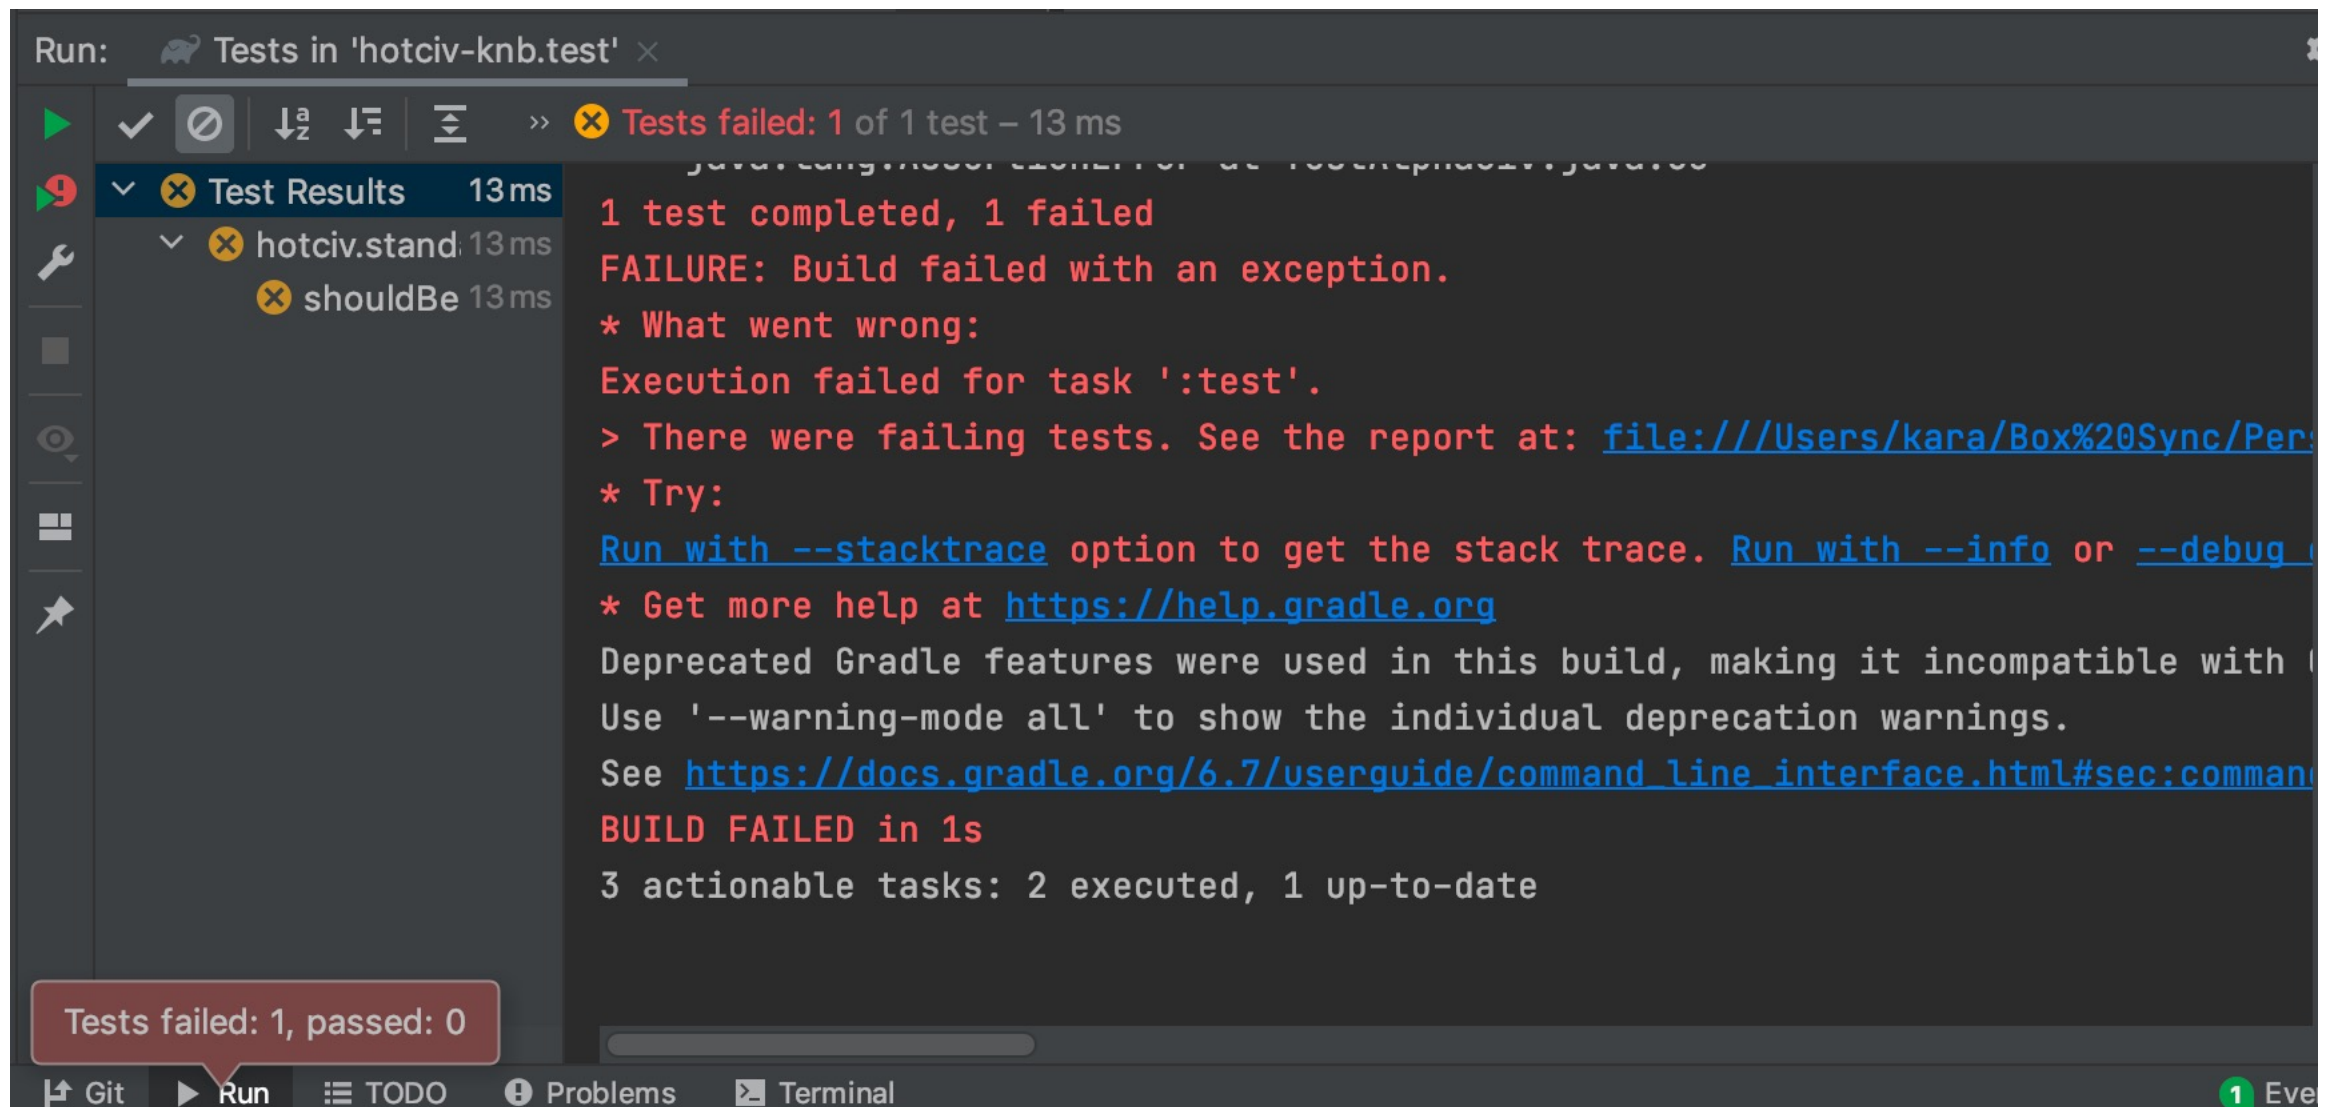 Run: Tests in 'hotciv-knb.test'
Tests failed: 1 of 1 test – 13 ms
Test Results 13 ms
hotciv.stand 13 ms
shouldBe 13 ms
1 test completed, 1 failed
FAILURE: Build failed with an exception.
* What went wrong:
Execution failed for task ':test'.
> There were failing tests. See the report at: file:///Users/kara/Box%20Sync/Per
* Try:
Run with --stacktrace option to get the stack trace. Run with --info or --debug
* Get more help at https://help.gradle.org
Deprecated Gradle features were used in this build, making it incompatible with
Use '--warning-mode all' to show the individual deprecation warnings.
See https://docs.gradle.org/6.7/userguide/command_line_interface.html#sec:comman
BUILD FAILED in 1s
3 actionable tasks: 2 executed, 1 up-to-date
Tests failed: 1, passed: 0
Git Run TODO Problems Terminal 1 Eve